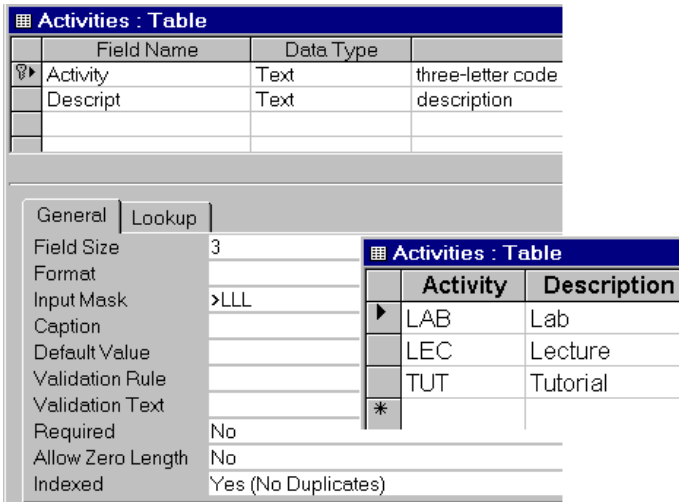 Activities : Table
Field Name Data Type
Activity Text three-letter code
Descript Text description
General Lookup
Field Size 3
Format
Input Mask >LLL
Caption
Default Value
Validation Rule
Validation Text
Required No
Allow Zero Length No
Indexed Yes (No Duplicates)
Activities : Table
Activity Description
LAB Lab
LEC Lecture
TUT Tutorial
*